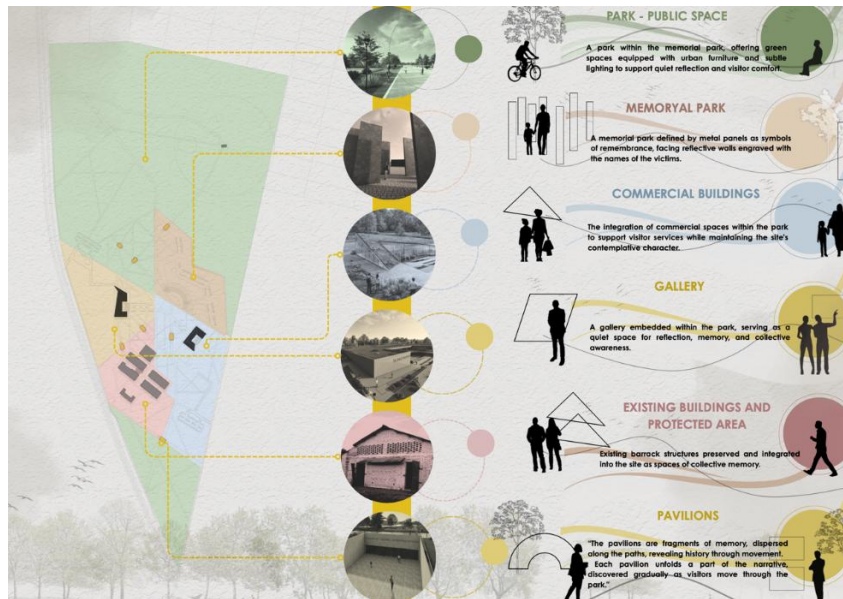 PARK - PUBLIC SPACE
A park within the memorial park, offering green
spaces equipped with urban furniture and subtle
lighting to support quiet reflection and visitor comfort.
MEMORYAL PARK
A memorial park defined by metal panels as symbols
of remembrance, facing reflective walls engraved with
the names of the victims.
COMMERCIAL BUILDINGS
The integration of commercial spaces within the park
to support visitor services while maintaining the site's
contemplative character.
GALLERY
A gallery embedded within the park, serving as a
quiet space for reflection, memory, and collective
awareness.
EXISTING BUILDINGS AND
PROTECTED AREA
Existing barrack structures preserved and integrated
into the site as spaces of collective memory.
PAVILIONS
"The pavilions are fragments of memory, dispersed
along the paths, revealing history through movement.
Each pavilion unfolds a part of the narrative,
discovered gradually as visitors move through the
park."